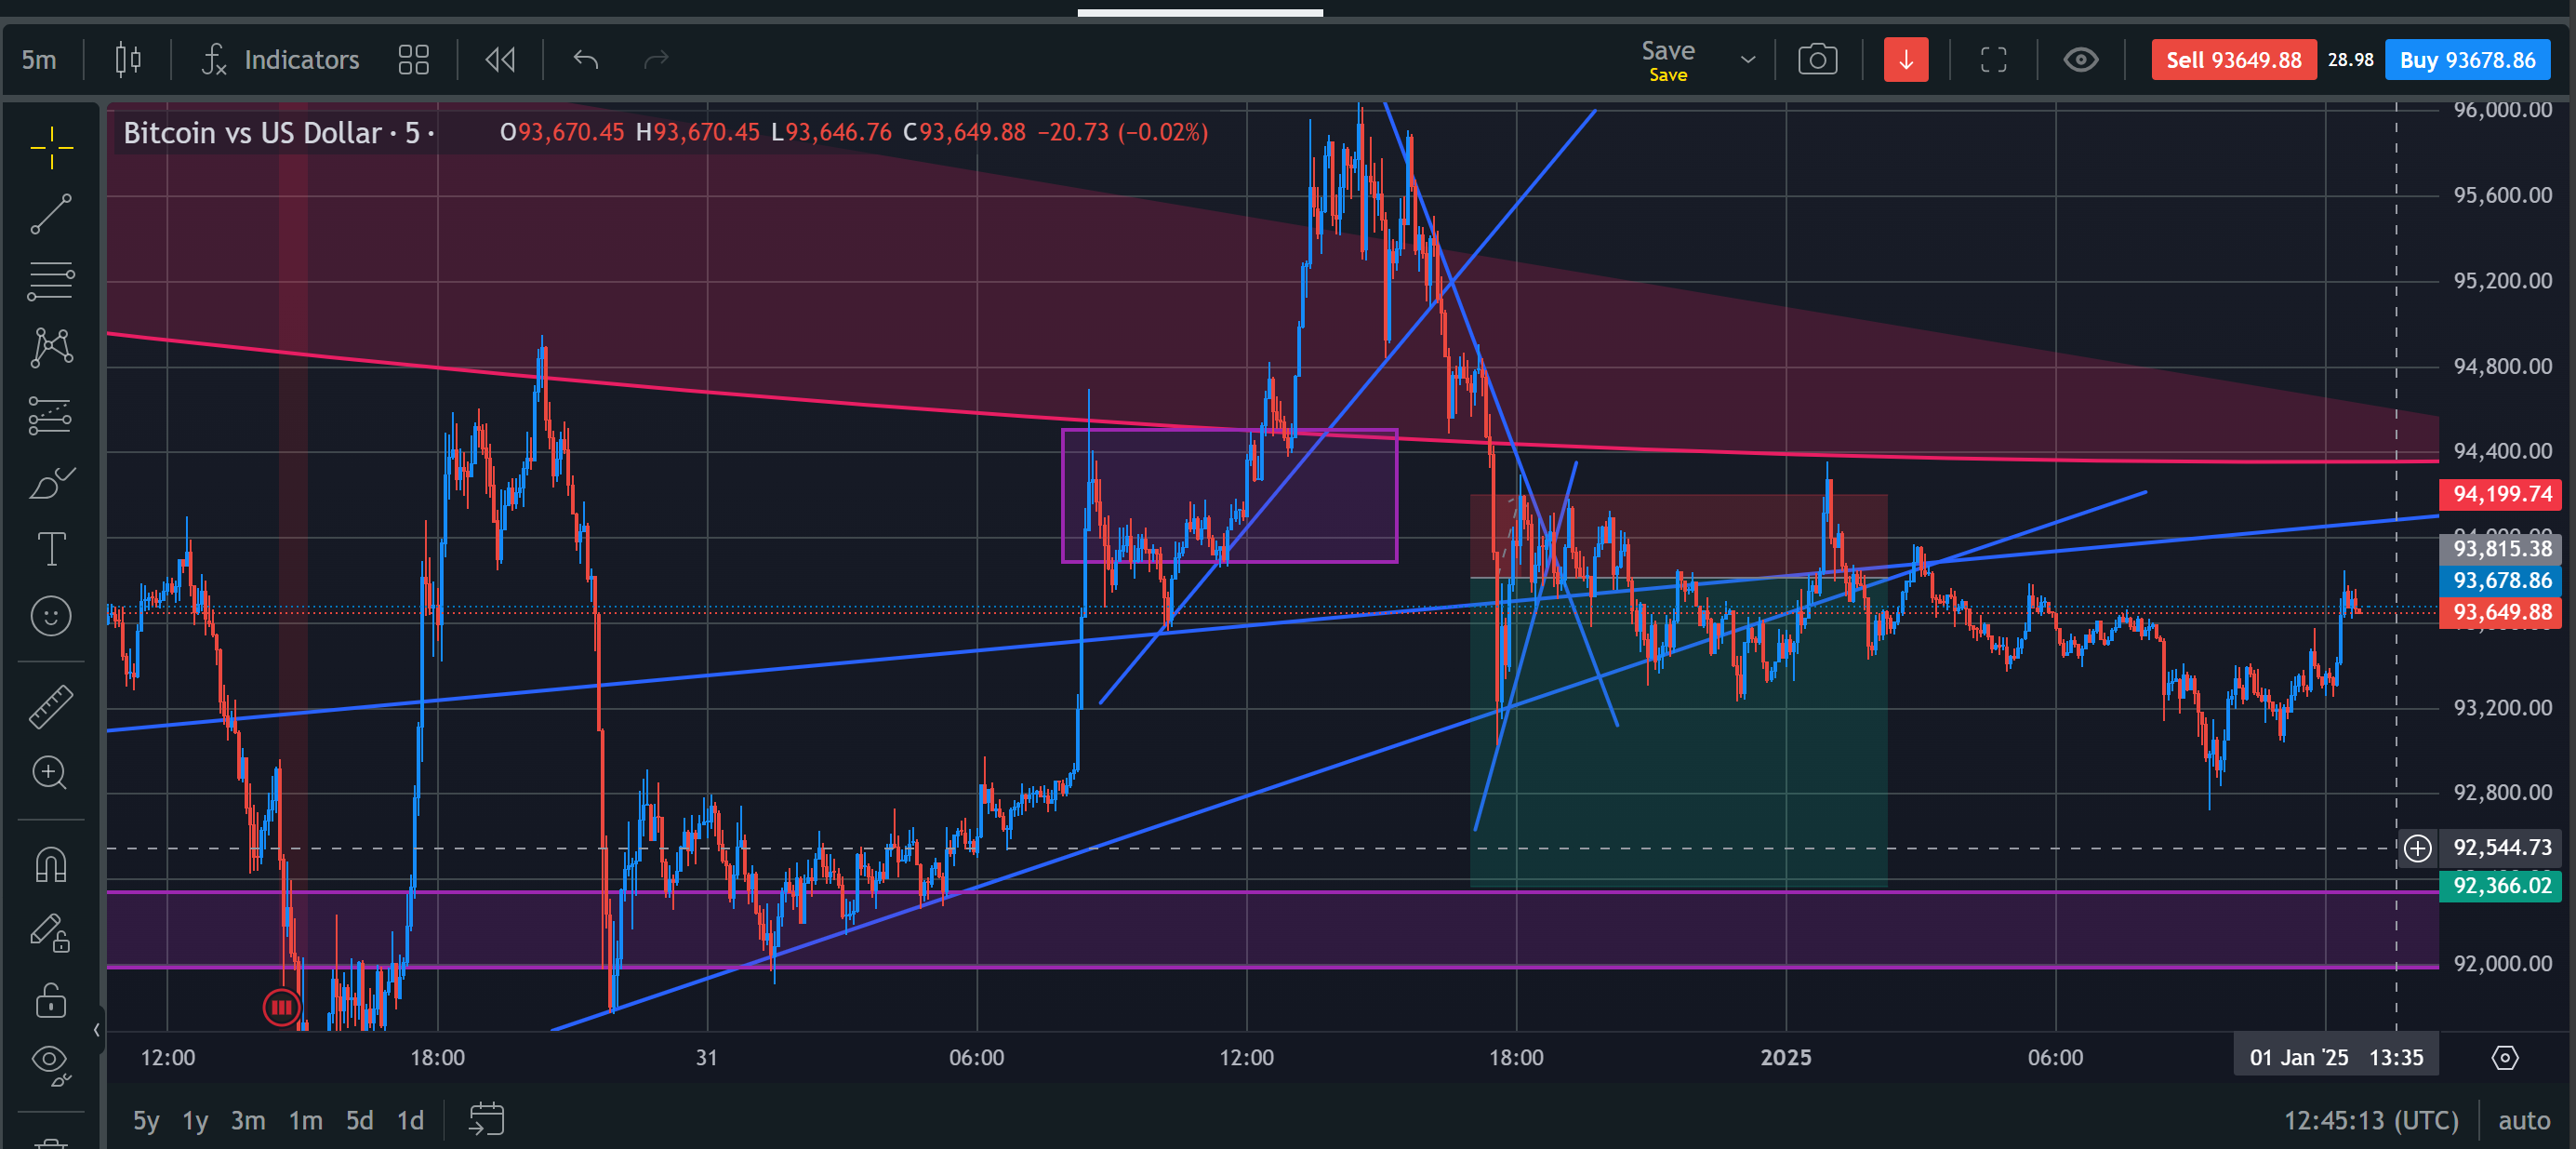 5m Indicators Save Sell 93649.88 28.98 Buy 93678.86
Save
Bitcoin vs US Dollar · 5 · O93,670.45 H93,670.45 L93,646.76 C93,649.88 −20.73 (−0.02%)
96,000.00
95,600.00
95,200.00
94,800.00
94,400.00
94,199.74
93,815.38
93,678.86
93,649.88
93,200.00
92,800.00
92,544.73
92,366.02
92,000.00
12:00 18:00 31 06:00 12:00 18:00 2025 06:00 01 Jan '25 13:35
5y 1y 3m 1m 5d 1d 12:45:13 (UTC) auto